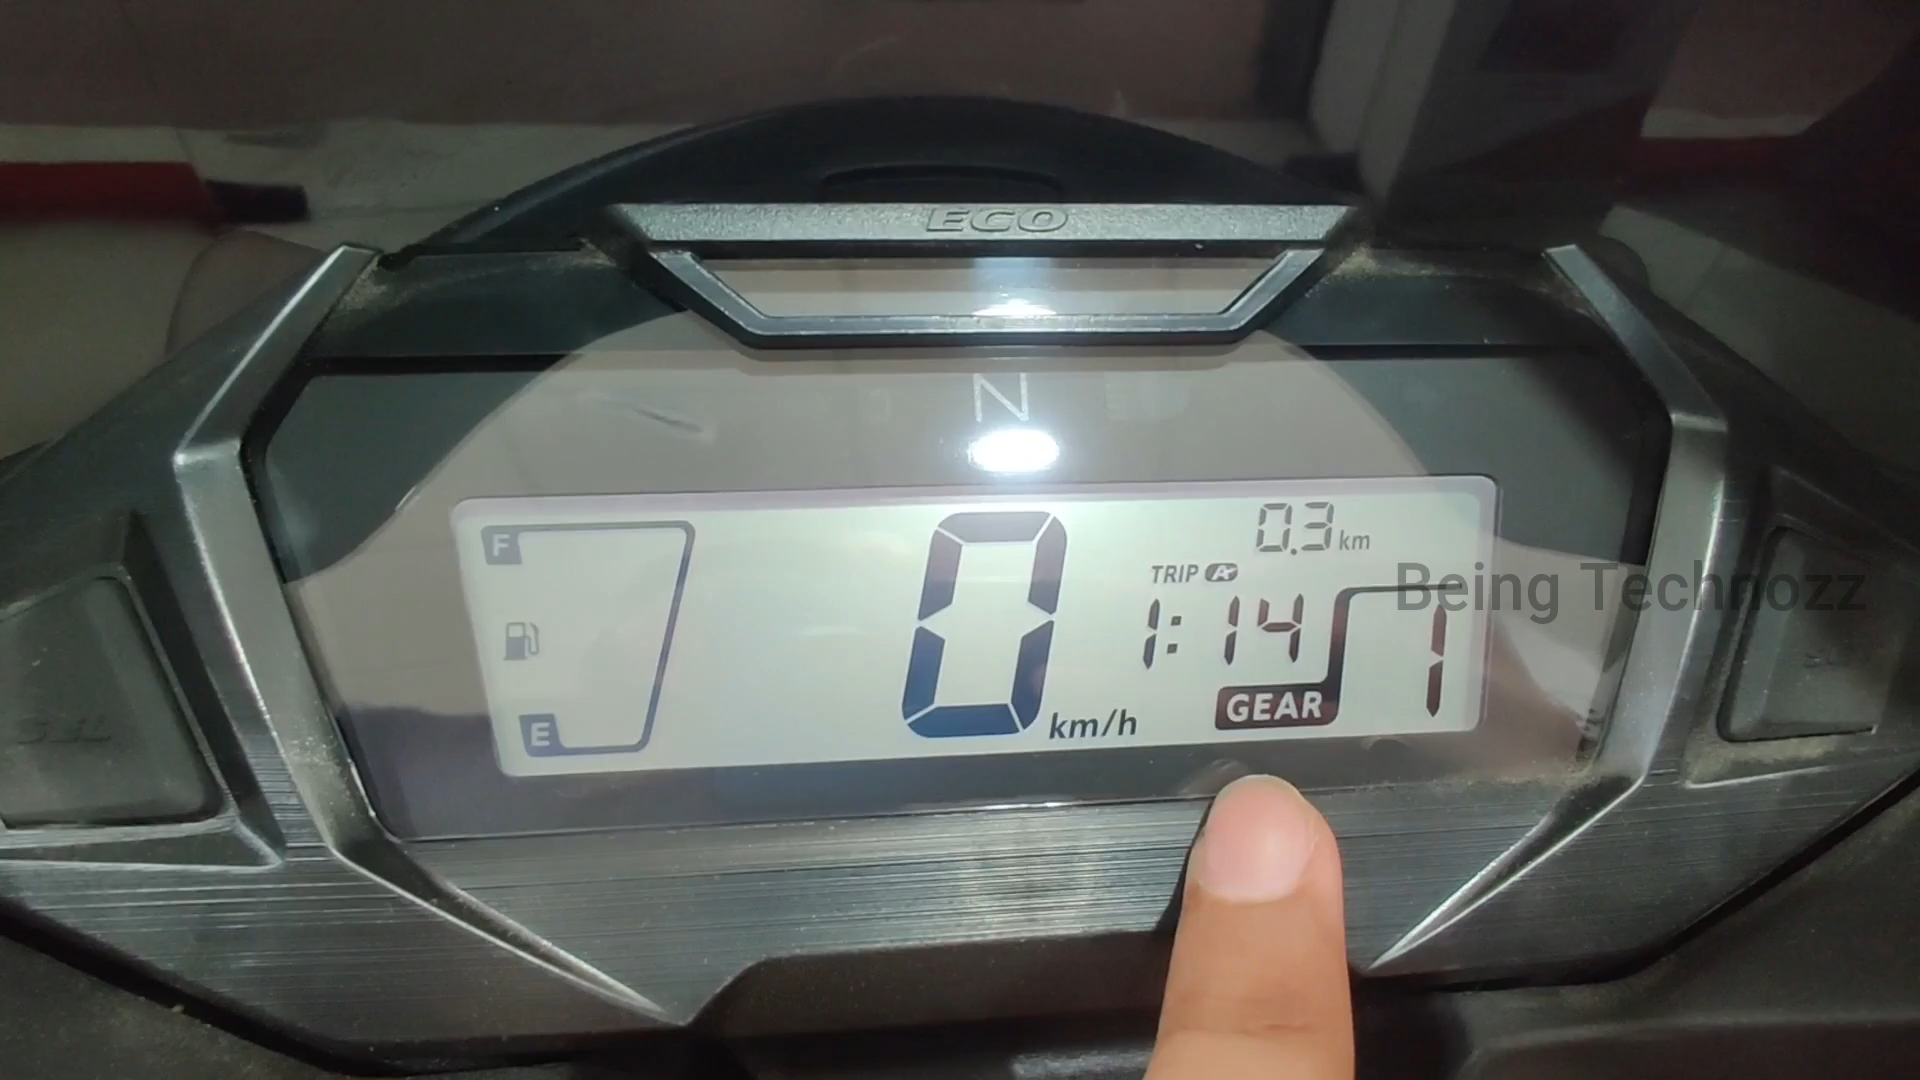 ECO
N
F
0
0.3 km
TRIP A
Being Technozz
1:14
1
E
km/h
GEAR